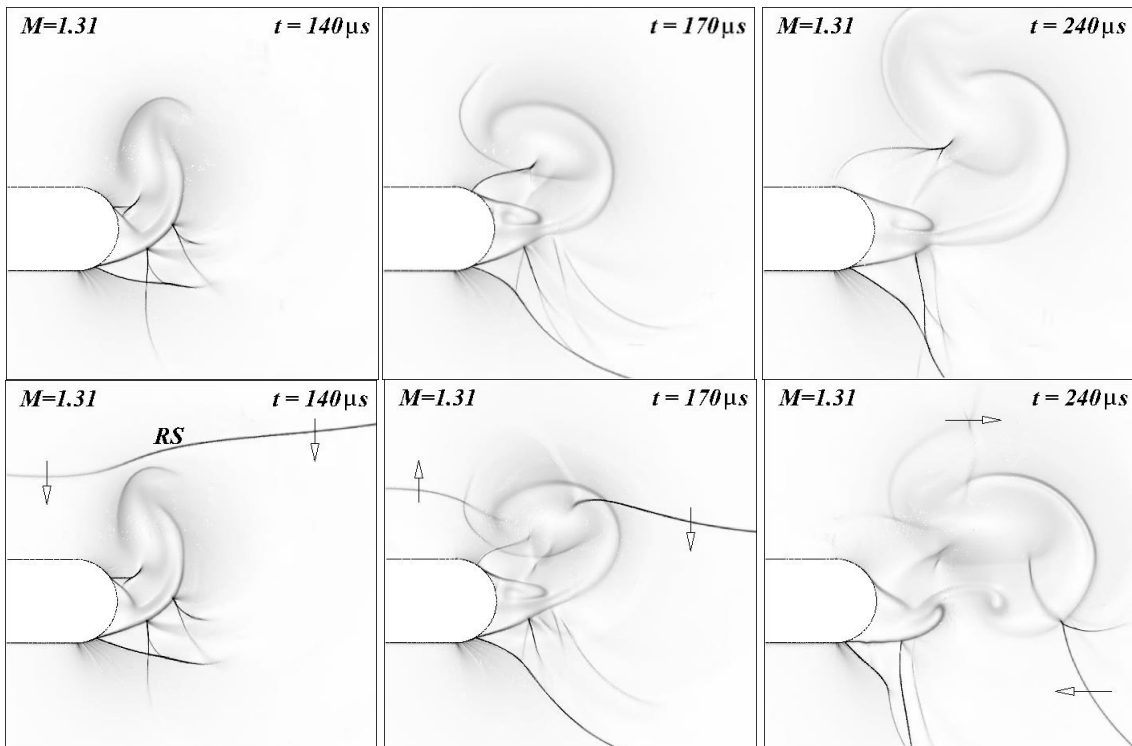 M=1.31 t = 140μs
t = 170μs
M=1.31 t = 240μs
M=1.31 t = 140μs
RS
M=1.31 t = 170μs
M=1.31 t = 240μs